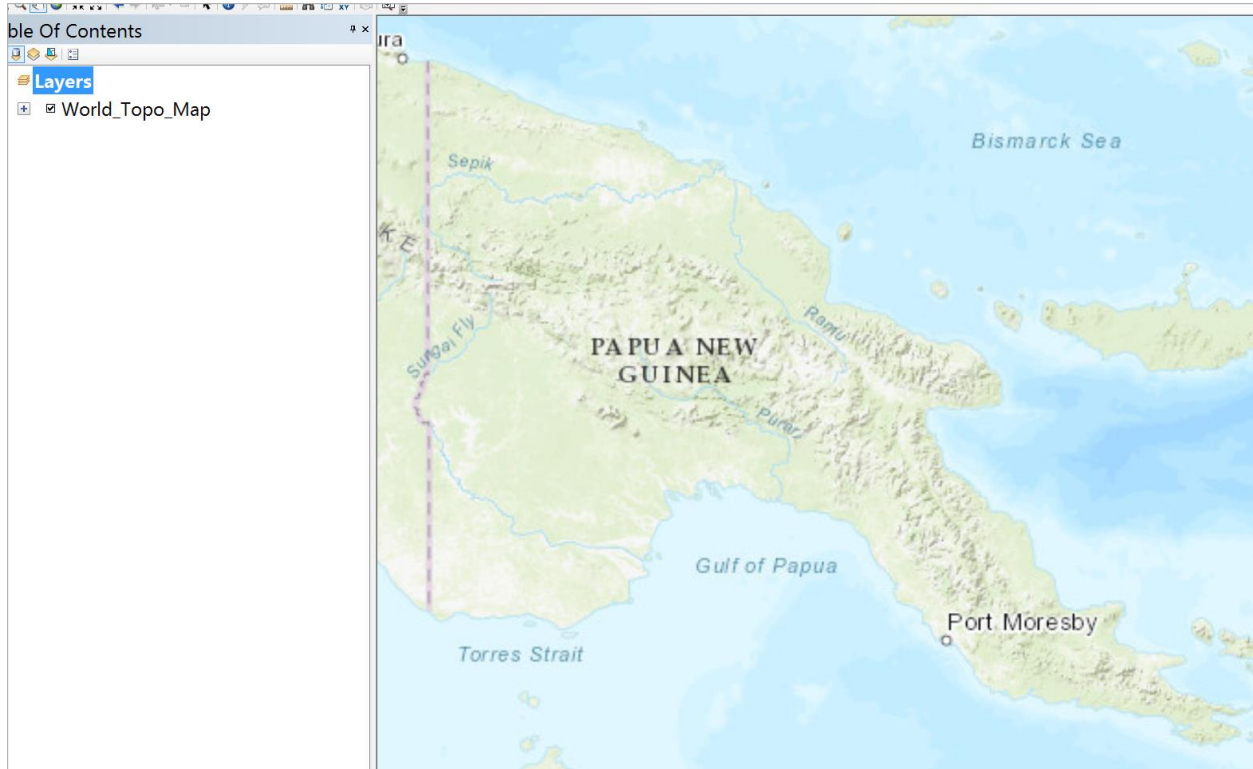 ble Of Contents
Layers
World_Topo_Map
ura
Bismarck Sea
Sepik
K E
Sungai Fly
Ramu
PAPUA NEW
GUINEA
Purari
Gulf of Papua
Port Moresby
Torres Strait